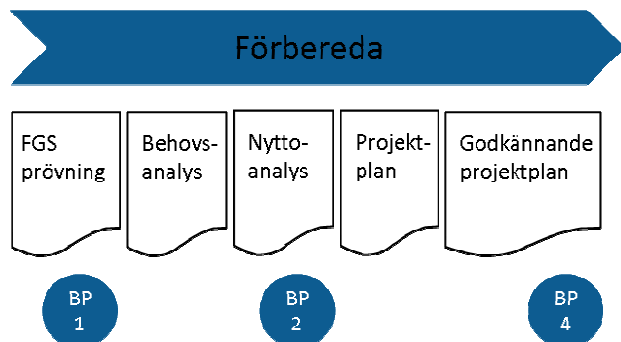 Förbereda
FGS
prövning
Behovs-
analys
Nytto-
analys
Projekt-
plan
Godkännande
projektplan
BP
1
BP
2
BP
4